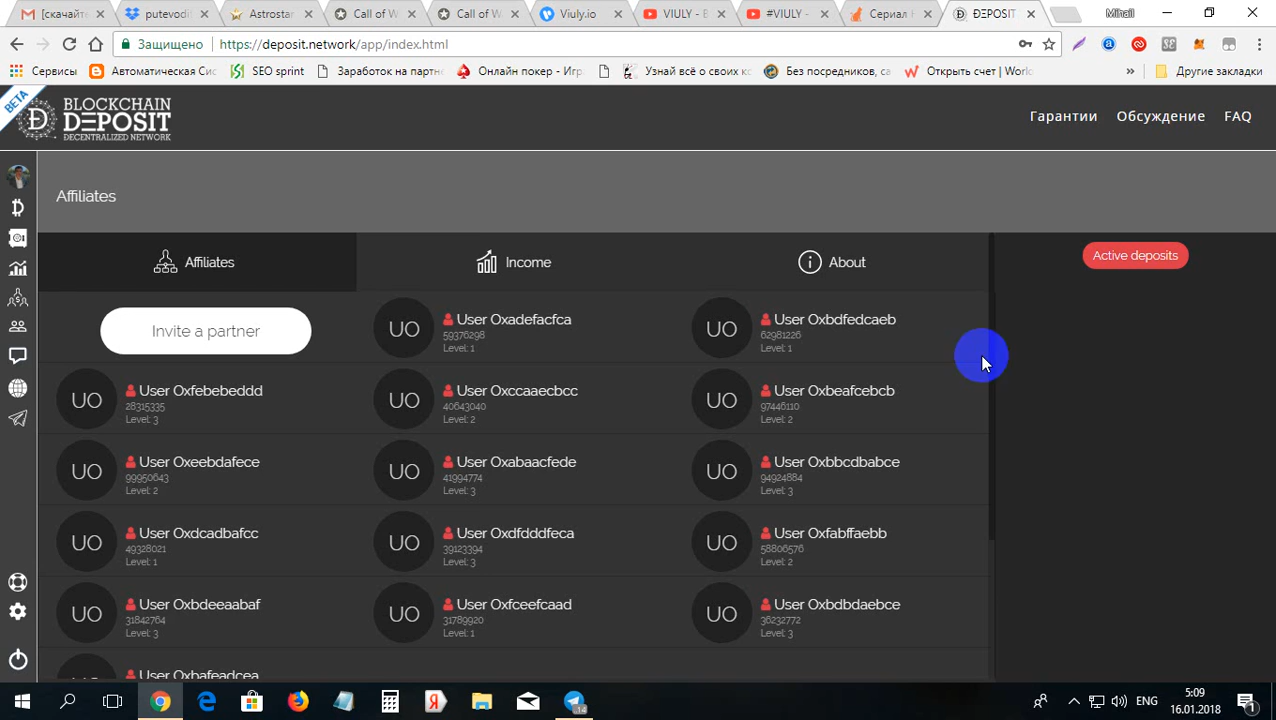 [скачайте
putevodit
Astrostar
Call of W
Call of W
Viuly.io
VIULY - B
#VIULY -
Сериал К
ĐEPOSIT
Mihail
Защищено
https://deposit.network/app/index.html
Сервисы
Автоматическая Сис
SEO sprint
Заработок на партне
Онлайн покер - Игр
Узнай всё о своих ко
Без посредников, са
Открыть счет | Worl
»
Другие закладки
BETA
BLOCKCHAIN
DEPOSIT
DECENTRALIZED NETWORK
Гарантии
Обсуждение
FAQ
Affiliates
Affiliates
Income
About
Active deposits
Invite a partner
UO
User Oxadefacfca
59376298
Level: 1
UO
User Oxbdfedcaeb
62981226
Level: 1
UO
User Oxfebebeddd
28315335
Level: 3
UO
User Oxccaaecbcc
40643040
Level: 2
UO
User Oxbeafcebcb
97446110
Level: 2
UO
User Oxeebdafece
99950643
Level: 2
UO
User Oxabaacfede
41994774
Level: 3
UO
User Oxbbcdbabce
94924884
Level: 3
UO
User Oxdcadbafcc
49328021
Level: 1
UO
User Oxdfdddfeca
39123394
Level: 3
UO
User Oxfabffaebb
58806576
Level: 2
UO
User Oxbdeeaabaf
31842764
Level: 3
UO
User Oxfceefcaad
31789920
Level: 1
UO
User Oxbdbdaebce
36232772
Level: 3
User Oxbafeadcea
14
ENG
5:09
16.01.2018
1